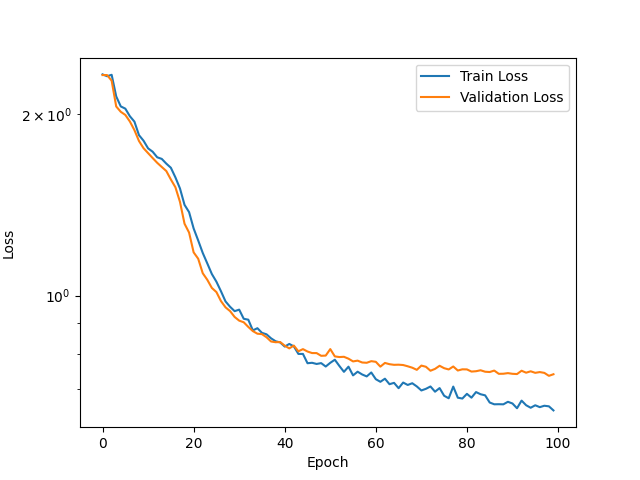 Train Loss
Validation Loss
2 × 10⁰
10⁰
Loss
0 20 40 60 80 100
Epoch